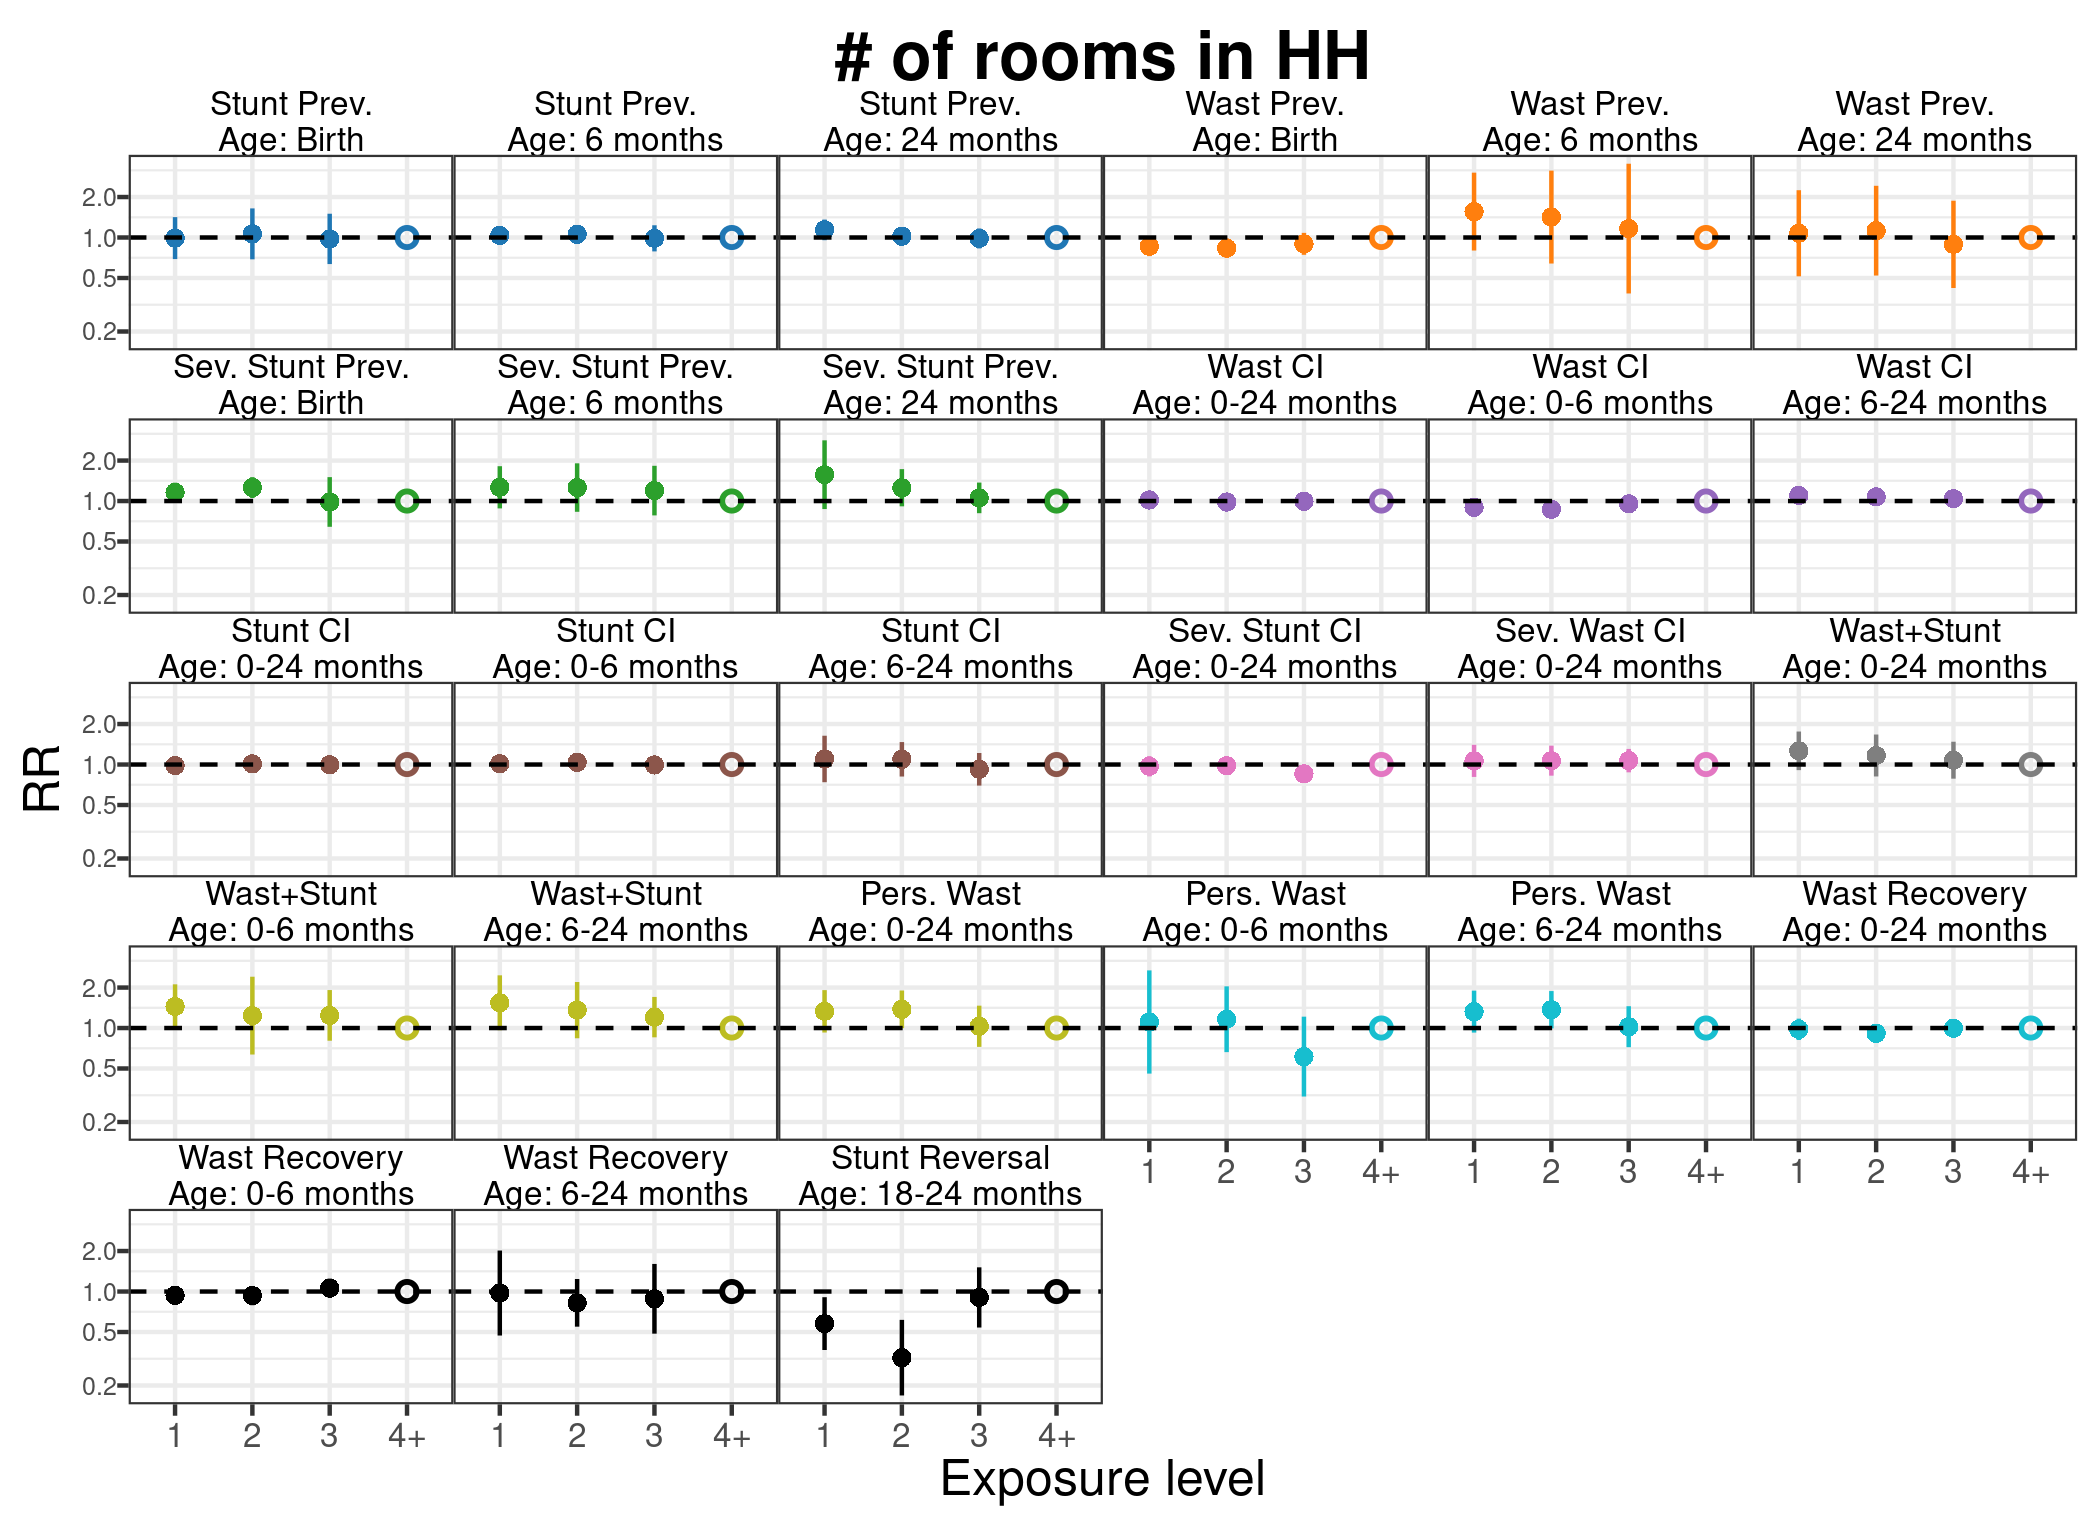 # of rooms in HH
Stunt Prev.
Age: Birth
Stunt Prev.
Age: 6 months
Stunt Prev.
Age: 24 months
Wast Prev.
Age: Birth
Wast Prev.
Age: 6 months
Wast Prev.
Age: 24 months
2.0
1.0
0.5
0.2
Sev. Stunt Prev.
Age: Birth
Sev. Stunt Prev.
Age: 6 months
Sev. Stunt Prev.
Age: 24 months
Wast CI
Age: 0-24 months
Wast CI
Age: 0-6 months
Wast CI
Age: 6-24 months
2.0
1.0
0.5
0.2
Stunt CI
Age: 0-24 months
Stunt CI
Age: 0-6 months
Stunt CI
Age: 6-24 months
Sev. Stunt CI
Age: 0-24 months
Sev. Wast CI
Age: 0-24 months
Wast+Stunt
Age: 0-24 months
2.0
1.0
0.5
0.2
RR
Wast+Stunt
Age: 0-6 months
Wast+Stunt
Age: 6-24 months
Pers. Wast
Age: 0-24 months
Pers. Wast
Age: 0-6 months
Pers. Wast
Age: 6-24 months
Wast Recovery
Age: 0-24 months
2.0
1.0
0.5
0.2
1 2 3 4+
1 2 3 4+
1 2 3 4+
Wast Recovery
Age: 0-6 months
Wast Recovery
Age: 6-24 months
Stunt Reversal
Age: 18-24 months
2.0
1.0
0.5
0.2
1 2 3 4+
1 2 3 4+
1 2 3 4+
Exposure level